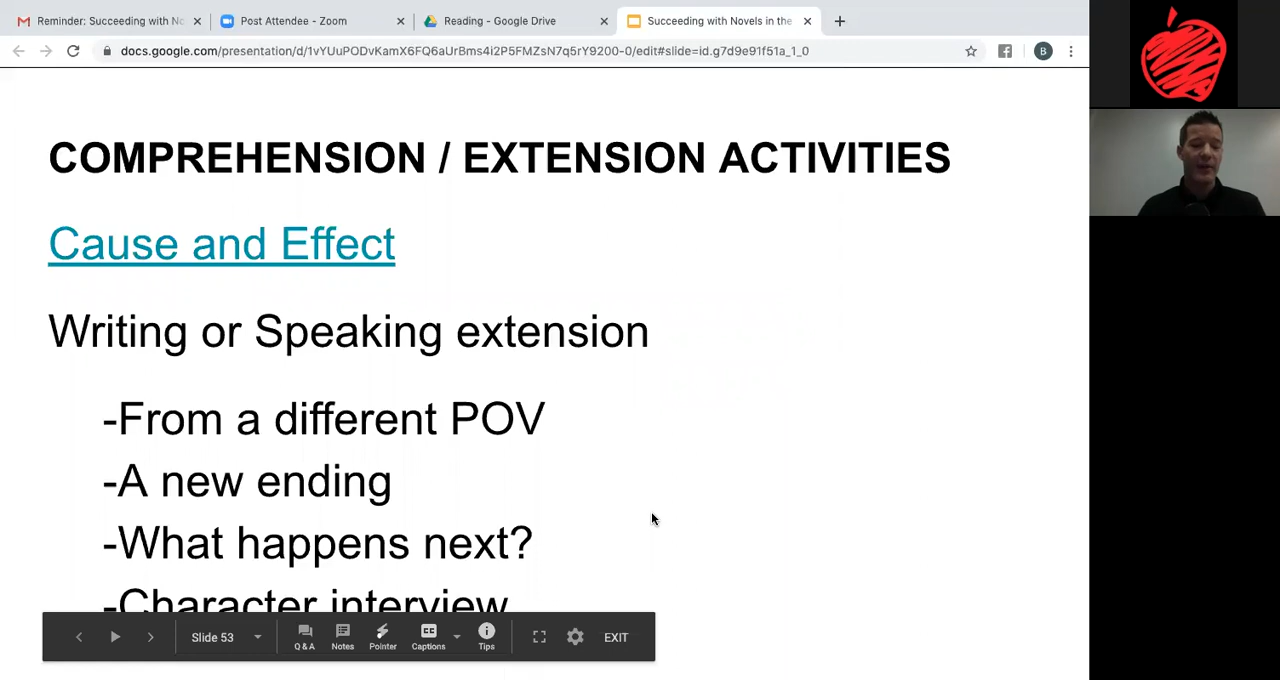 Reminder: Succeeding with No
Post Attendee - Zoom
Reading - Google Drive
Succeeding with Novels in the
docs.google.com/presentation/d/1vYUuPODvKamX6FQ6aUrBms4i2P5FMZsN7q5rY9200-0/edit#slide=id.g7d9e91f51a_1_0
B
COMPREHENSION / EXTENSION ACTIVITIES
Cause and Effect
Writing or Speaking extension
-From a different POV
-A new ending
-What happens next?
-Character interview
Slide 53
Q & A
Notes
Pointer
CC
Captions
Tips
EXIT